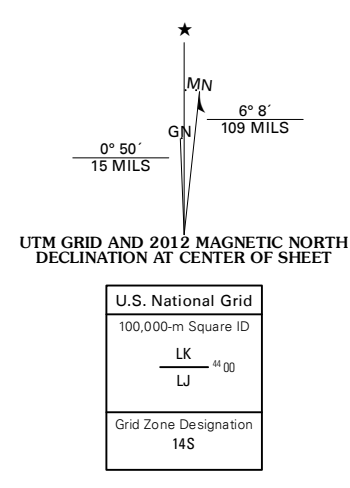 ★
MN
6° 8´
109 MILS
GN
0° 50´
15 MILS
UTM GRID AND 2012 MAGNETIC NORTH
DECLINATION AT CENTER OF SHEET
U.S. National Grid
100,000-m Square ID
LK
44 00
LJ
Grid Zone Designation
14S